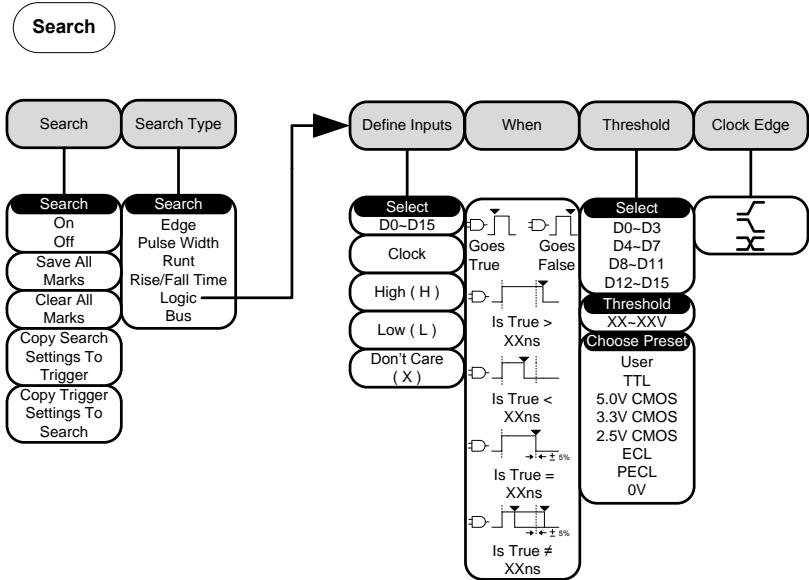 Search
Search
Search Type
Define Inputs
When
Threshold
Clock Edge
Search
On
Off
Save All
Marks
Clear All
Marks
Copy Search
Settings To
Trigger
Copy Trigger
Settings To
Search
Search
Edge
Pulse Width
Runt
Rise/Fall Time
Logic
Bus
Select
D0~D15
Clock
High ( H )
Low ( L )
Don't Care
( X )
Goes
True
Goes
False
Is True >
XXns
Is True <
XXns
± 5%
Is True =
XXns
± 5%
Is True ≠
XXns
Select
D0~D3
D4~D7
D8~D11
D12~D15
Threshold
XX~XXV
Choose Preset
User
TTL
5.0V CMOS
3.3V CMOS
2.5V CMOS
ECL
PECL
0V